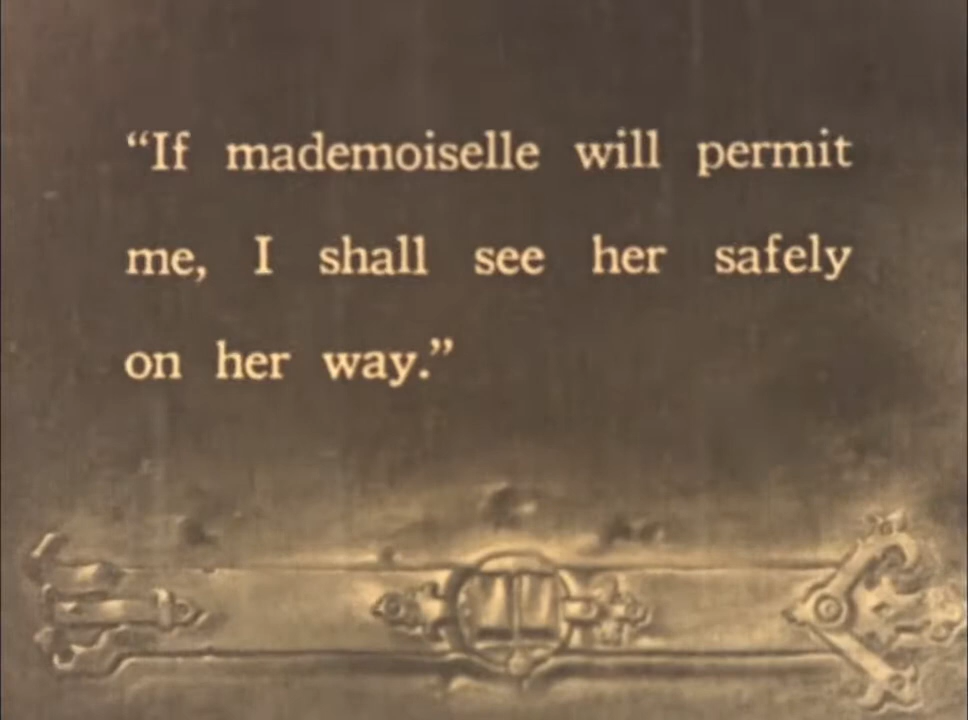 “If mademoiselle will permit
me, I shall see her safely
on her way.”